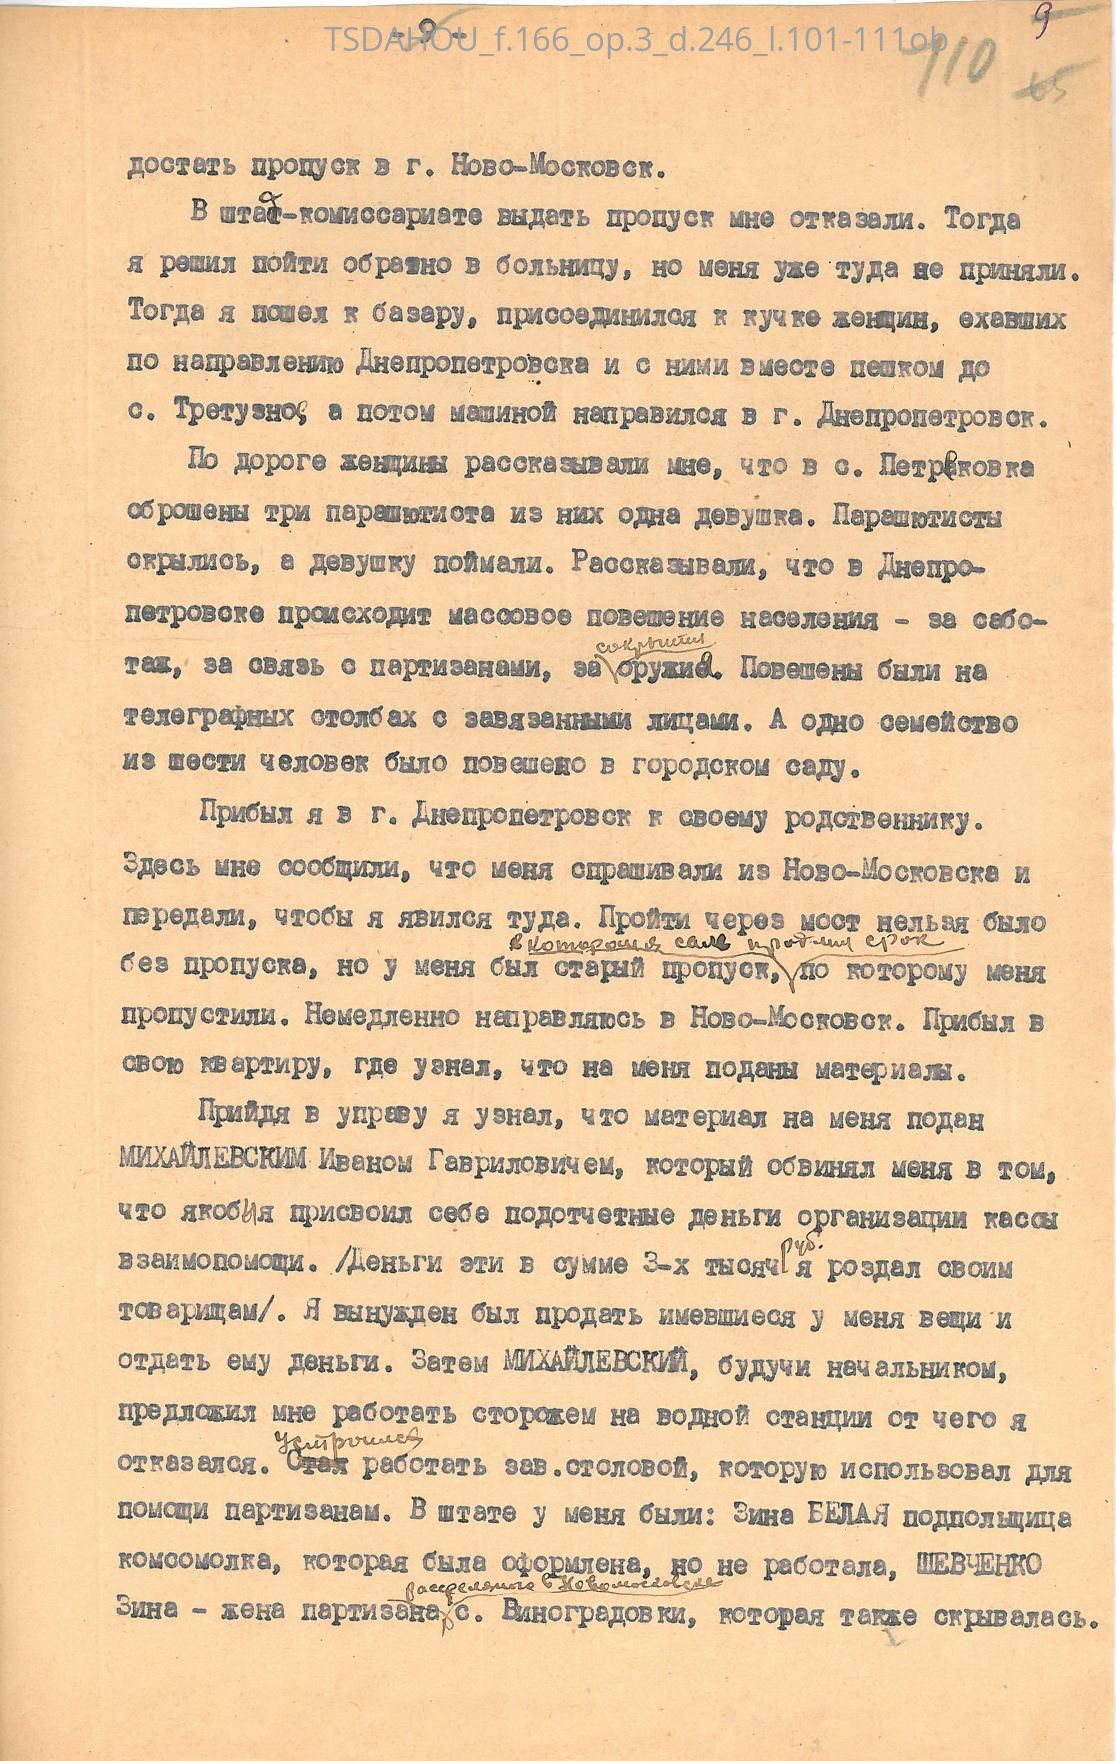 - 9 -
9
TSDAHOU_f.166_op.3_d.246_l.101-111ob
110
65
достать пропуск в г. Ново-Московск.
В штад-комиссариате выдать пропуск мне отказали. Тогда
я решил пойти обратно в больницу, но меня уже туда не приняли.
Тогда я пошел к базару, присоединился к кучке женщин, ехавших
по направлению Днепропетровска и с ними вместе пешком до
с. Третузно, а потом машиной направился в г. Днепропетровск.
По дороге женщины рассказывали мне, что в с. Петриковка
сброшены три парашютиста из них одна девушка. Парашютисты
скрылись, а девушку поймали. Рассказывали, что в Днепро-
петровске происходит массовое повешение населения - за сабо-
сокрытия
таж, за связь с партизанами, за оружия. Повешены были на
телеграфных столбах с завязанными лицами. А одно семейство
из шести человек было повешено в городском саду.
Прибыл я в г. Днепропетровск к своему родственнику.
Здесь мне сообщили, что меня спрашивали из Ново-Московска и
передали, чтобы я явился туда. Пройти через мост нельзя было
в котором я сам продлил срок
без пропуска, но у меня был старый пропуск, по которому меня
пропустили. Немедленно направляюсь в Ново-Московск. Прибыл в
свою квартиру, где узнал, что на меня поданы материалы.
Прийдя в управу я узнал, что материал на меня подан
МИХАЙЛЕВСКИМ Иваном Гавриловичем, который обвинял меня в том,
что якобы я присвоил себе подотчетные деньги организации кассы
руб.
взаимопомощи. /Деньги эти в сумме 3-х тысяч я роздал своим
товарищам/. Я вынужден был продать имевшиеся у меня вещи и
отдать ему деньги. Затем МИХАЙЛЕВСКИЙ, будучи начальником,
предложил мне работать сторожем на водной станции от чего я
Устроился
отказался. Стал работать зав.столовой, которую использовал для
помощи партизанам. В штате у меня были: Зина БЕЛАЯ подпольщица
комсомолка, которая была оформлена, но не работала, ШЕВЧЕНКО
расстреляного в Новомосковске
Зина - жена партизана с. Виноградовки, которая также скрывалась.